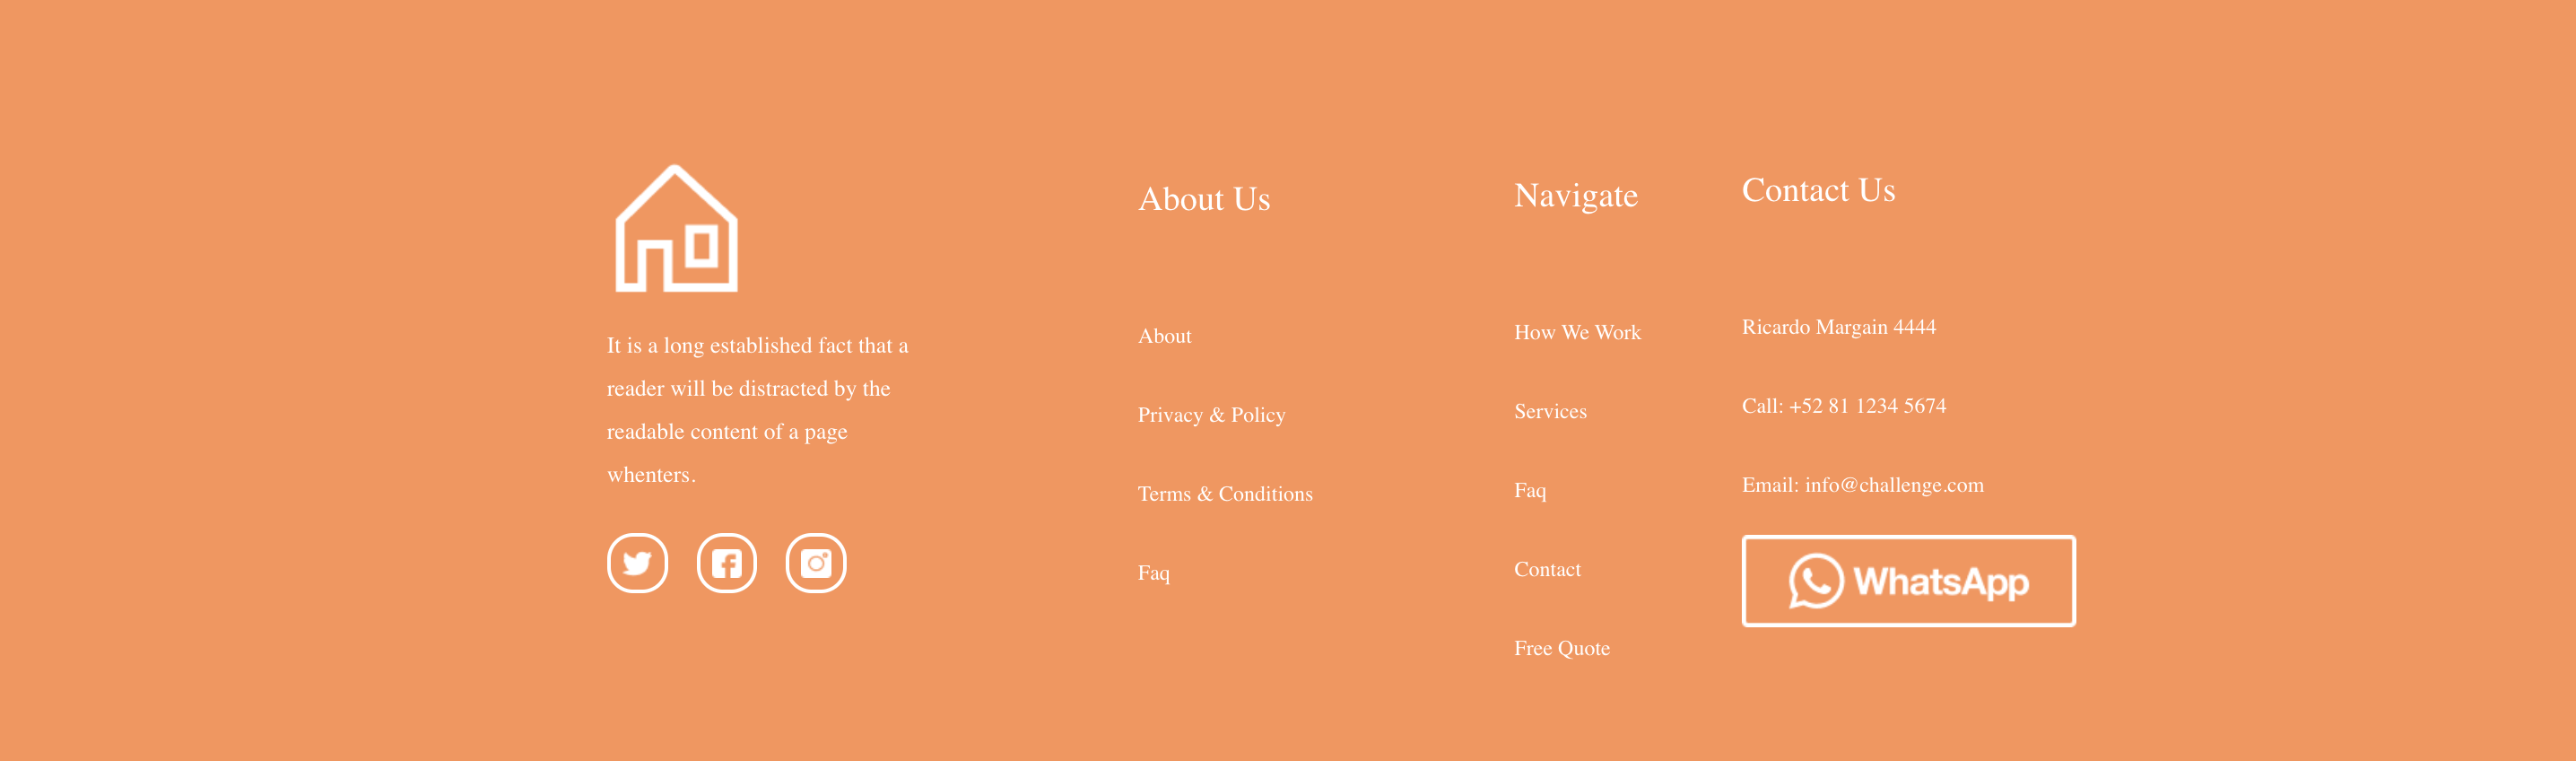 It is a long established fact that a
reader will be distracted by the
readable content of a page
whenters.
About Us
About
Privacy & Policy
Terms & Conditions
Faq
Navigate
How We Work
Services
Faq
Contact
Free Quote
Contact Us
Ricardo Margain 4444
Call: +52 81 1234 5674
Email: info@challenge.com
WhatsApp